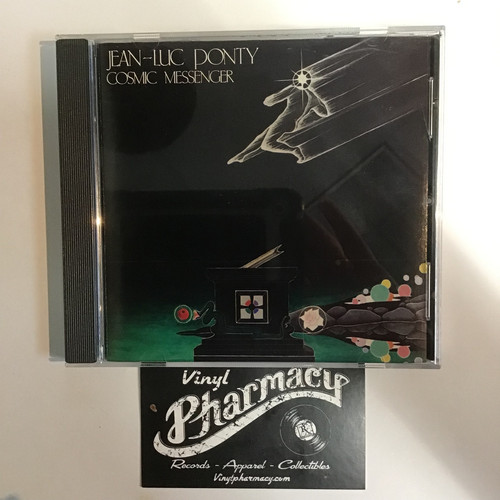 JEAN-LUC PONTY
COSMIC MESSENGER
Vinyl
Pharmacy
Records - Apparel - Collectibles
Vinylpharmacy.com